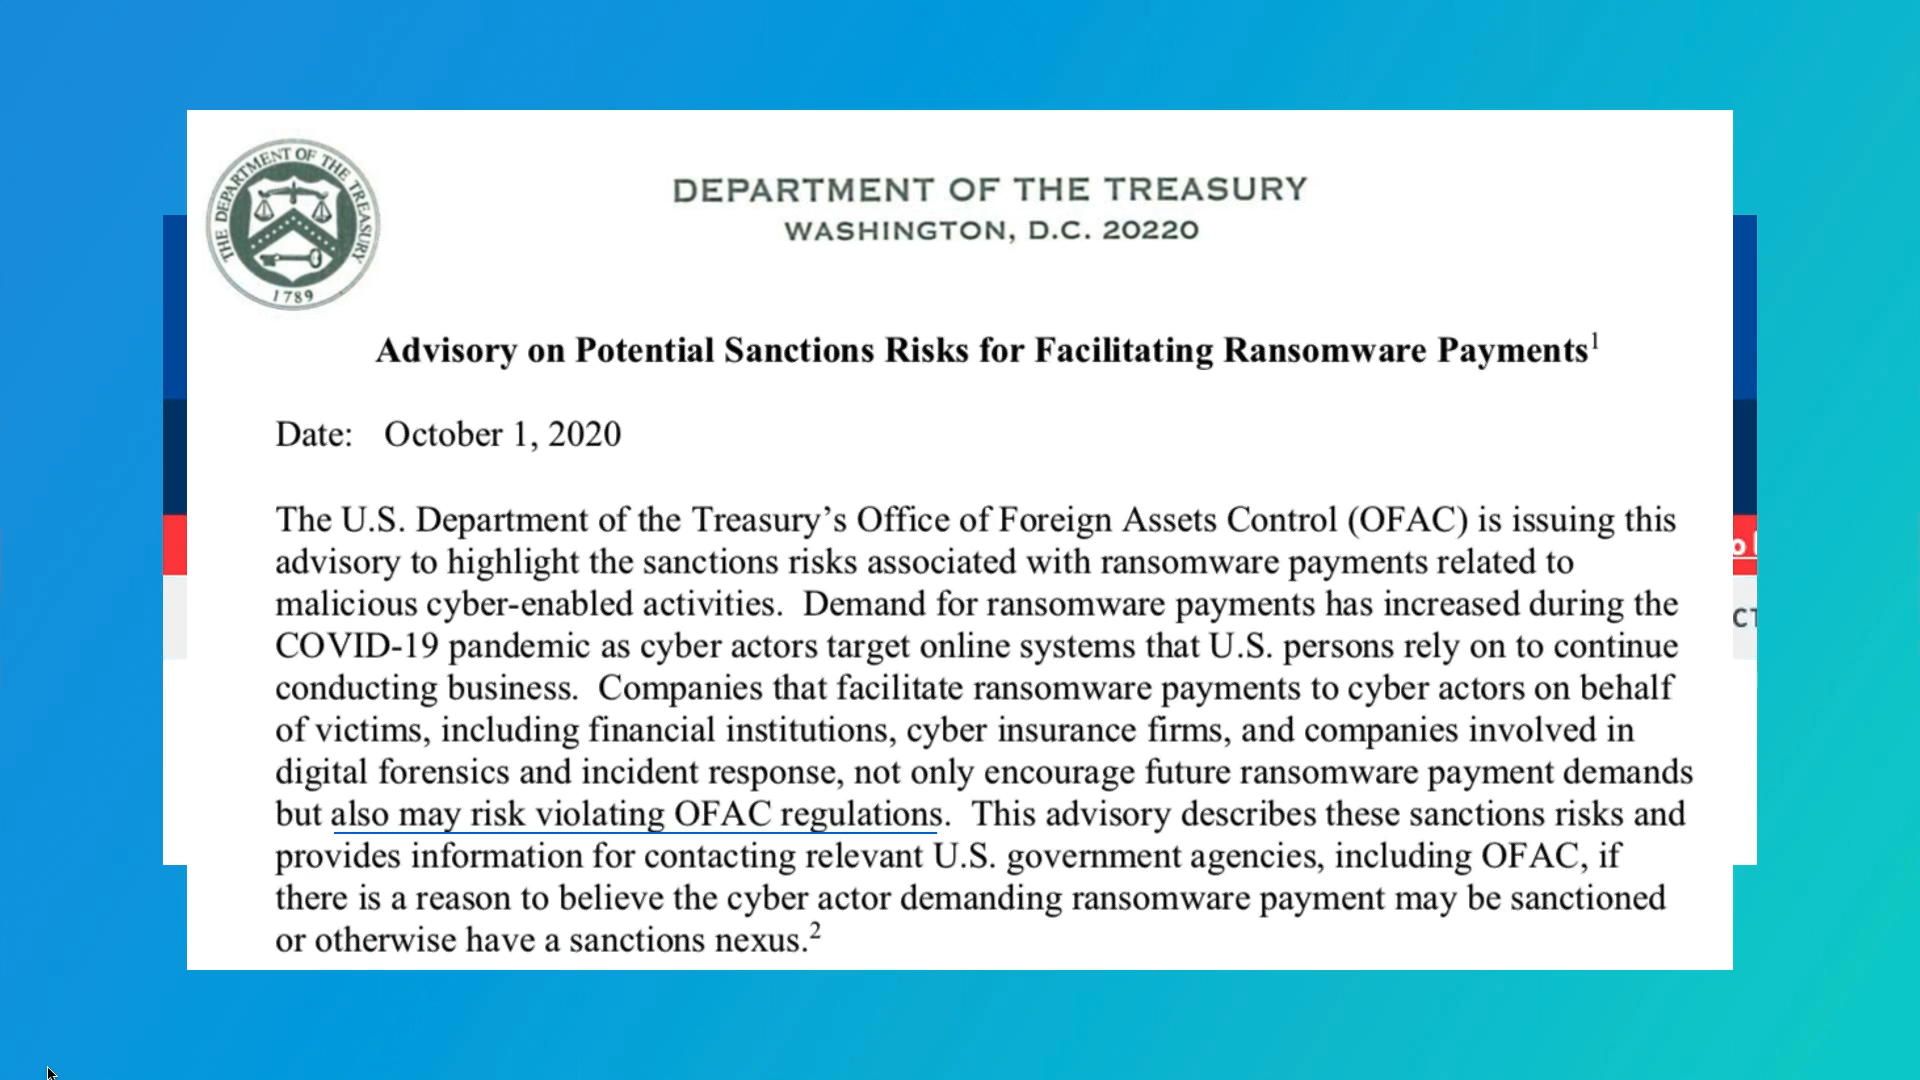 THE DEPARTMENT OF THE TREASURY
1789
DEPARTMENT OF THE TREASURY
WASHINGTON, D.C. 20220
Advisory on Potential Sanctions Risks for Facilitating Ransomware Payments¹
Date: October 1, 2020
The U.S. Department of the Treasury’s Office of Foreign Assets Control (OFAC) is issuing this
advisory to highlight the sanctions risks associated with ransomware payments related to
malicious cyber-enabled activities. Demand for ransomware payments has increased during the
COVID-19 pandemic as cyber actors target online systems that U.S. persons rely on to continue
conducting business. Companies that facilitate ransomware payments to cyber actors on behalf
of victims, including financial institutions, cyber insurance firms, and companies involved in
digital forensics and incident response, not only encourage future ransomware payment demands
but also may risk violating OFAC regulations. This advisory describes these sanctions risks and
provides information for contacting relevant U.S. government agencies, including OFAC, if
there is a reason to believe the cyber actor demanding ransomware payment may be sanctioned
or otherwise have a sanctions nexus.²